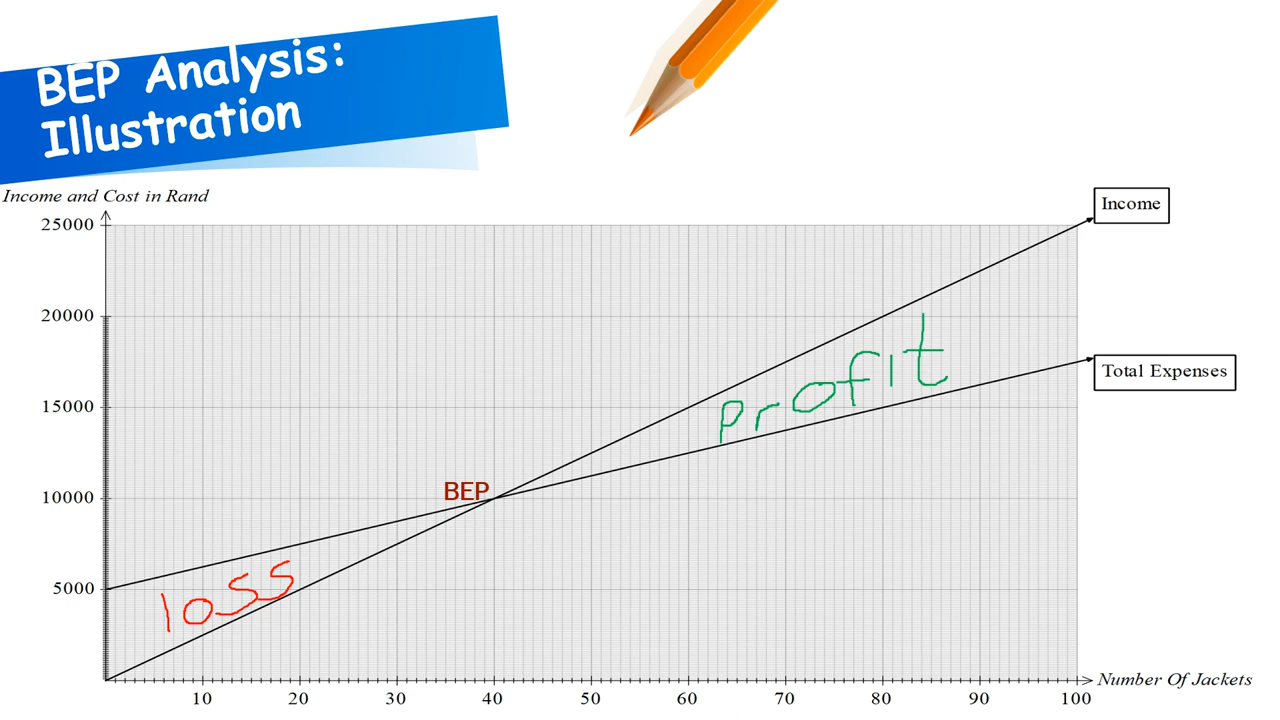 BEP Analysis:
Illustration
Income and Cost in Rand
Income
25000
20000
Total Expenses
profit
15000
BEP
10000
loss
5000
Number Of Jackets
10 20 30 40 50 60 70 80 90 100